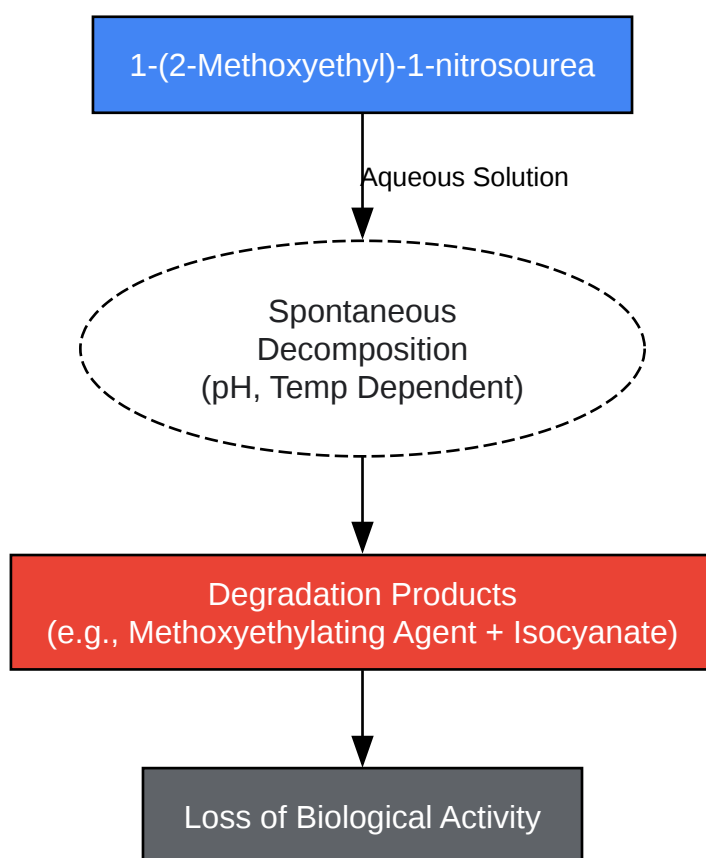 1-(2-Methoxyethyl)-1-nitrosourea
Aqueous Solution
Spontaneous
Decomposition
(pH, Temp Dependent)
Degradation Products
(e.g., Methoxyethylating Agent + Isocyanate)
Loss of Biological Activity